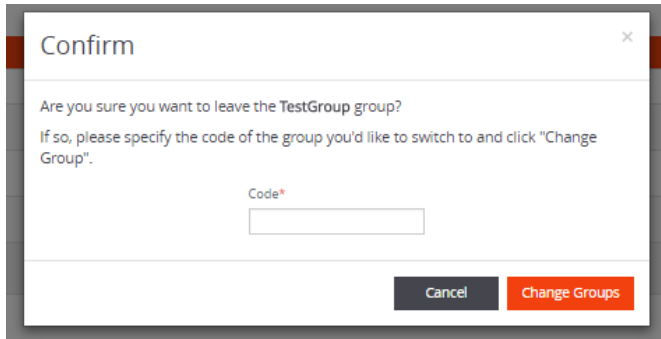 Confirm
×
Are you sure you want to leave the TestGroup group?
If so, please specify the code of the group you'd like to switch to and click "Change
Group".
Code*
Cancel
Change Groups